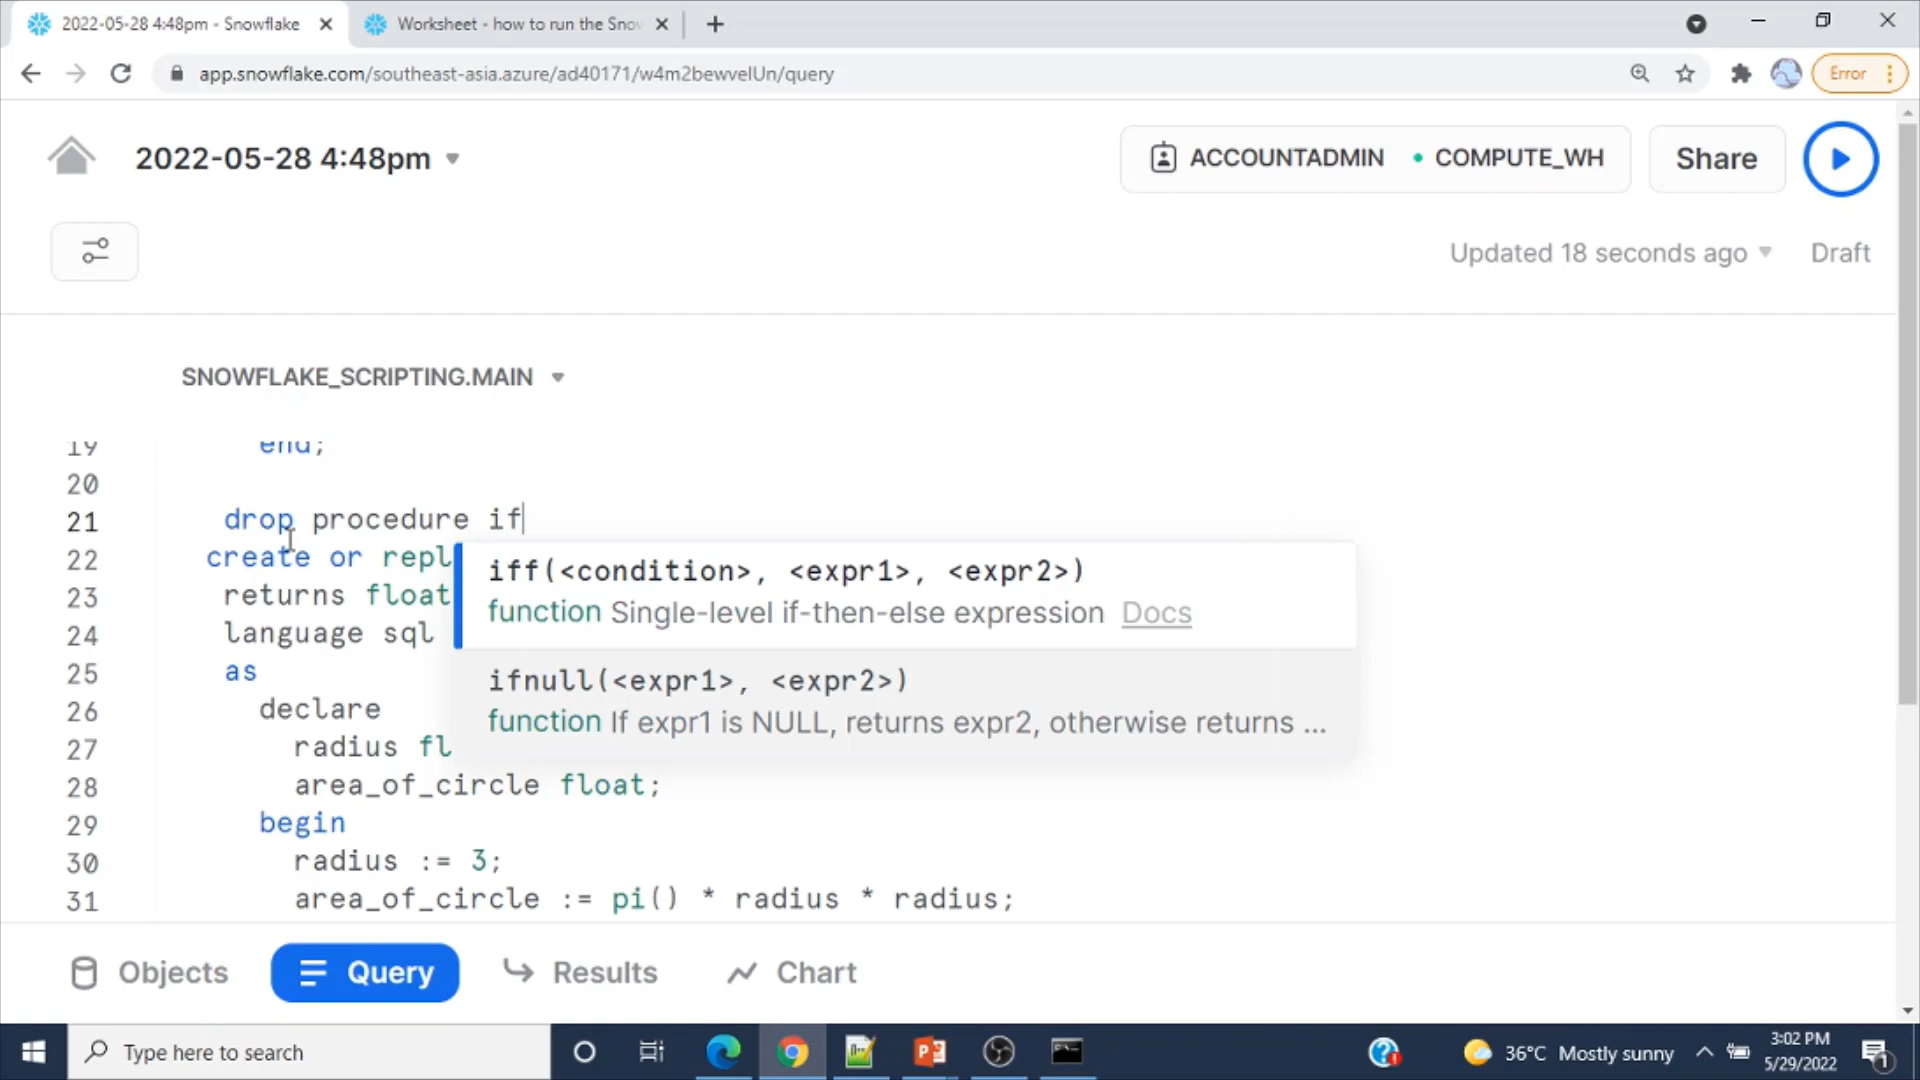 2022-05-28 4:48pm - Snowflake
Worksheet - how to run the Snow
app.snowflake.com/southeast-asia.azure/ad40171/w4m2bewvelUn/query
Error
2022-05-28 4:48pm
ACCOUNTADMIN
COMPUTE_WH
Share
Updated 18 seconds ago
Draft
SNOWFLAKE_SCRIPTING.MAIN
19 end;
20
21 drop procedure if
22 create or repl
23 returns float
24 language sql
25 as
26 declare
27 radius fl
28 area_of_circle float;
29 begin
30 radius := 3;
31 area_of_circle := pi() * radius * radius;
iff(<condition>, <expr1>, <expr2>)
function Single-level if-then-else expression Docs
ifnull(<expr1>, <expr2>)
function If expr1 is NULL, returns expr2, otherwise returns ...
Objects
Query
Results
Chart
Type here to search
36°C Mostly sunny
3:02 PM
5/29/2022
1